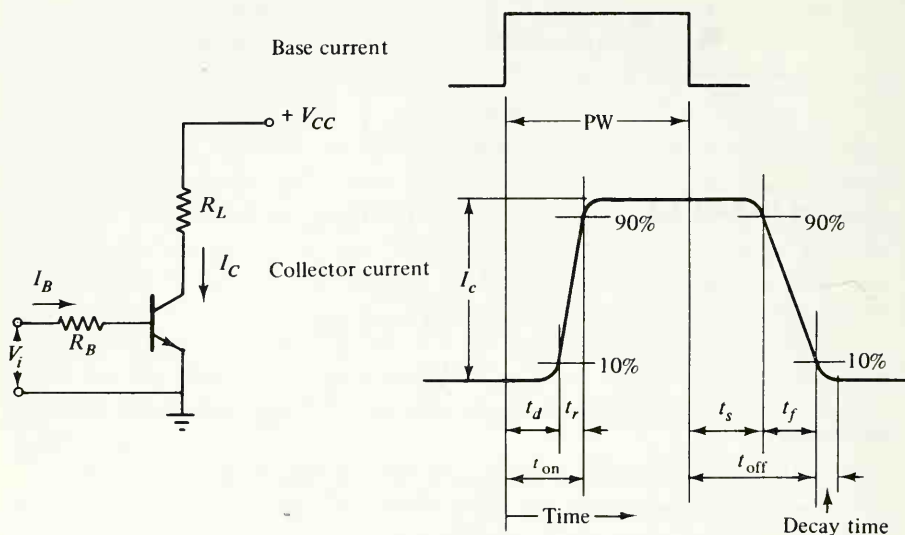 Base current
PW
+ V_CC
R_L
I_C
Collector current
I_B
R_B
V_i
I_c
90%
90%
10%
10%
t_d
t_r
t_s
t_f
t_on
t_off
Time
Decay time